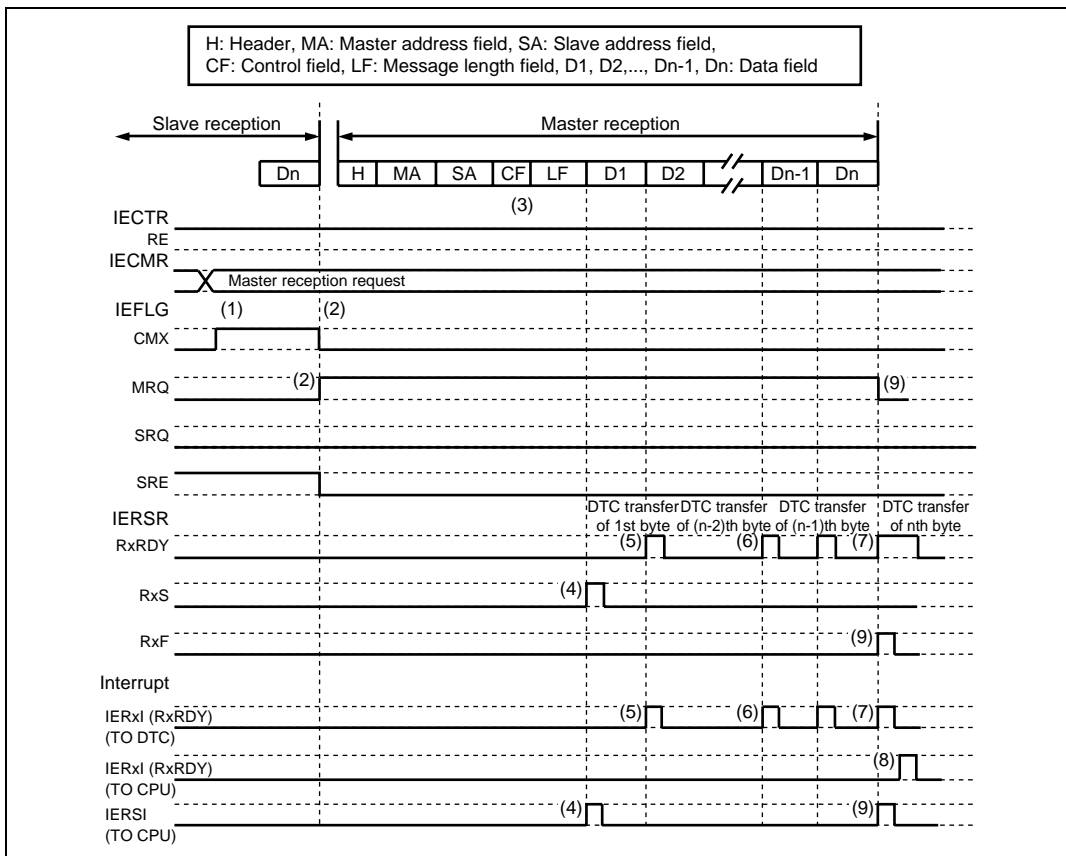 H: Header, MA: Master address field, SA: Slave address field,
CF: Control field, LF: Message length field, D1, D2,..., Dn-1, Dn: Data field
Slave reception
Master reception
Dn H MA SA CF LF D1 D2 Dn-1 Dn
(3)
IECTR
RE
IECMR
Master reception request
IEFLG (1) (2)
CMX
MRQ (2) (9)
SRQ
SRE
DTC transfer DTC transfer DTC transfer DTC transfer
IERSR of 1st byte of (n-2)th byte of (n-1)th byte of nth byte
RxRDY (5) (6) (7)
RxS (4)
RxF (9)
Interrupt
IERxI (RxRDY) (5) (6) (7)
(TO DTC)
IERxI (RxRDY) (8)
(TO CPU)
IERSI (4) (9)
(TO CPU)